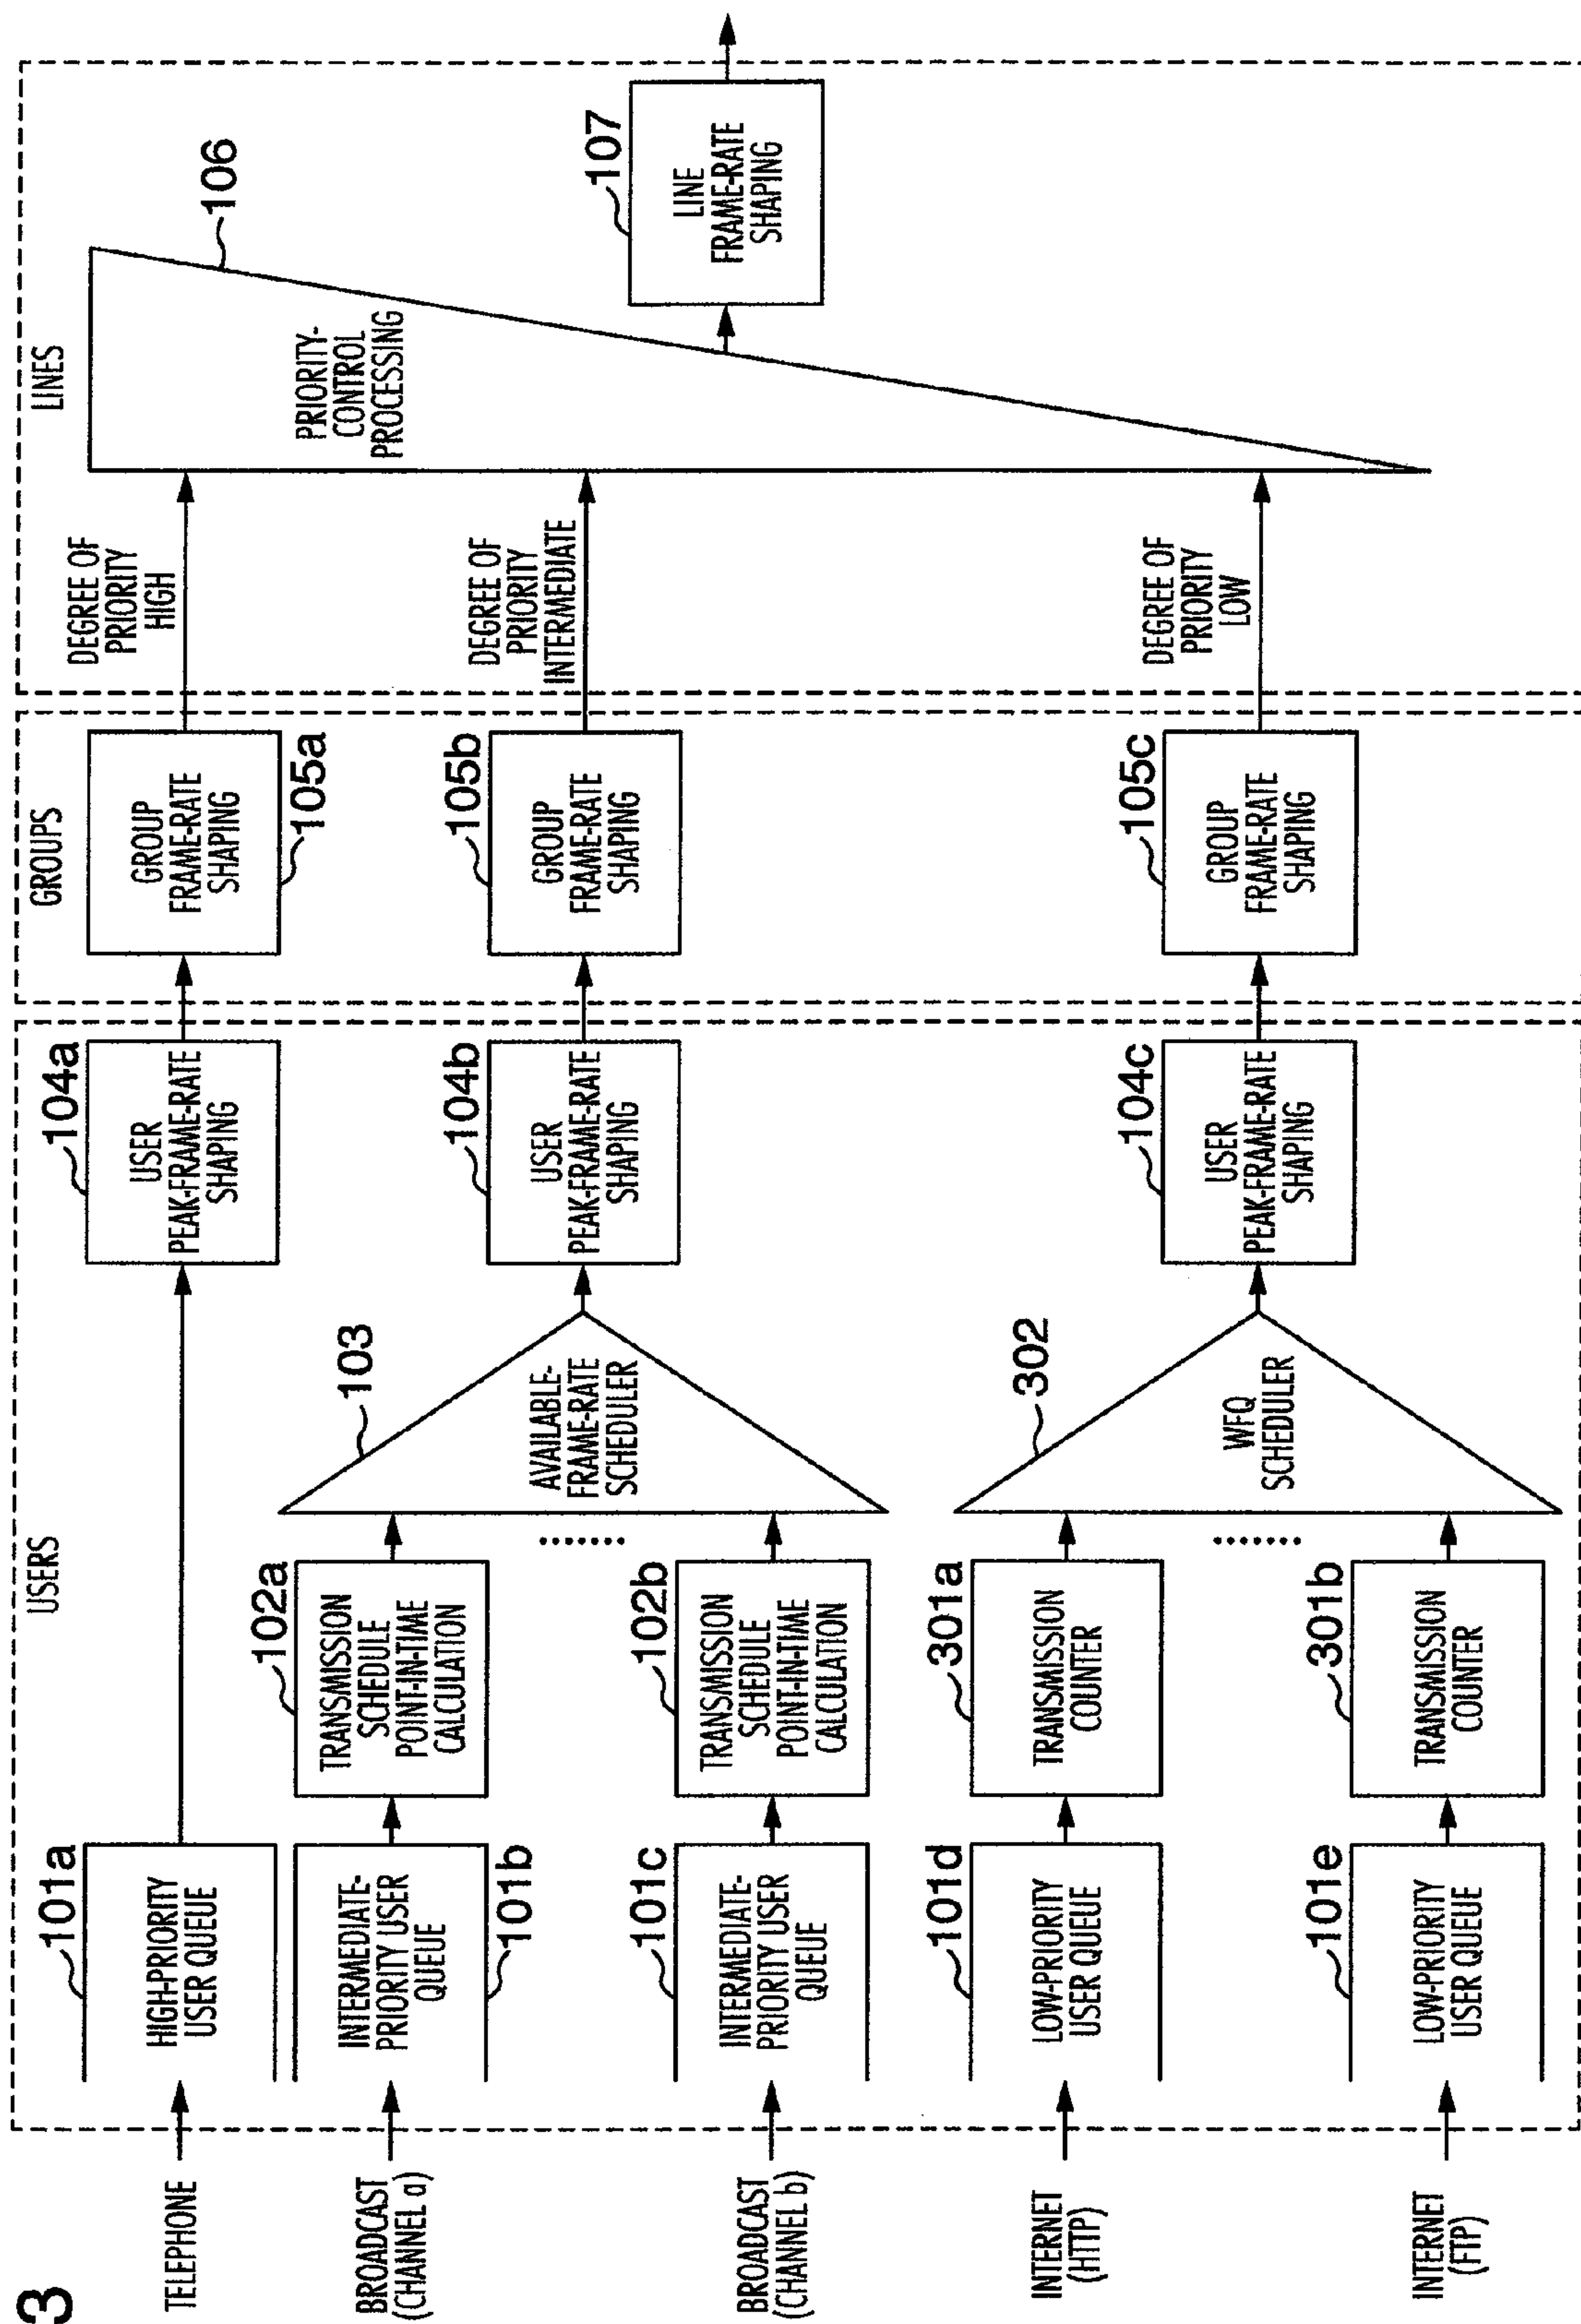 3
USERS
GROUPS
LINES
TELEPHONE
101a
HIGH-PRIORITY
USER QUEUE
104a
USER
PEAK-FRAME-RATE
SHAPING
GROUP
FRAME-RATE
SHAPING
105a
DEGREE OF
PRIORITY
HIGH
PRIORITY-
CONTROL
PROCESSING
106
BROADCAST
(CHANNEL a)
INTERMEDIATE-
PRIORITY USER
QUEUE
101b
102a
TRANSMISSION
SCHEDULE
POINT-IN-TIME
CALCULATION
103
AVAILABLE-
FRAME-RATE
SCHEDULER
104b
USER
PEAK-FRAME-RATE
SHAPING
105b
GROUP
FRAME-RATE
SHAPING
DEGREE OF
PRIORITY
INTERMEDIATE
107
LINE
FRAME-RATE
SHAPING
BROADCAST
(CHANNEL b)
101c
INTERMEDIATE-
PRIORITY USER
QUEUE
102b
TRANSMISSION
SCHEDULE
POINT-IN-TIME
CALCULATION
INTERNET
(HTTP)
101d
LOW-PRIORITY
USER QUEUE
301a
TRANSMISSION
COUNTER
302
WFQ
SCHEDULER
104c
USER
PEAK-FRAME-RATE
SHAPING
105c
GROUP
FRAME-RATE
SHAPING
DEGREE OF
PRIORITY
LOW
INTERNET
(FTP)
101e
LOW-PRIORITY
USER QUEUE
301b
TRANSMISSION
COUNTER